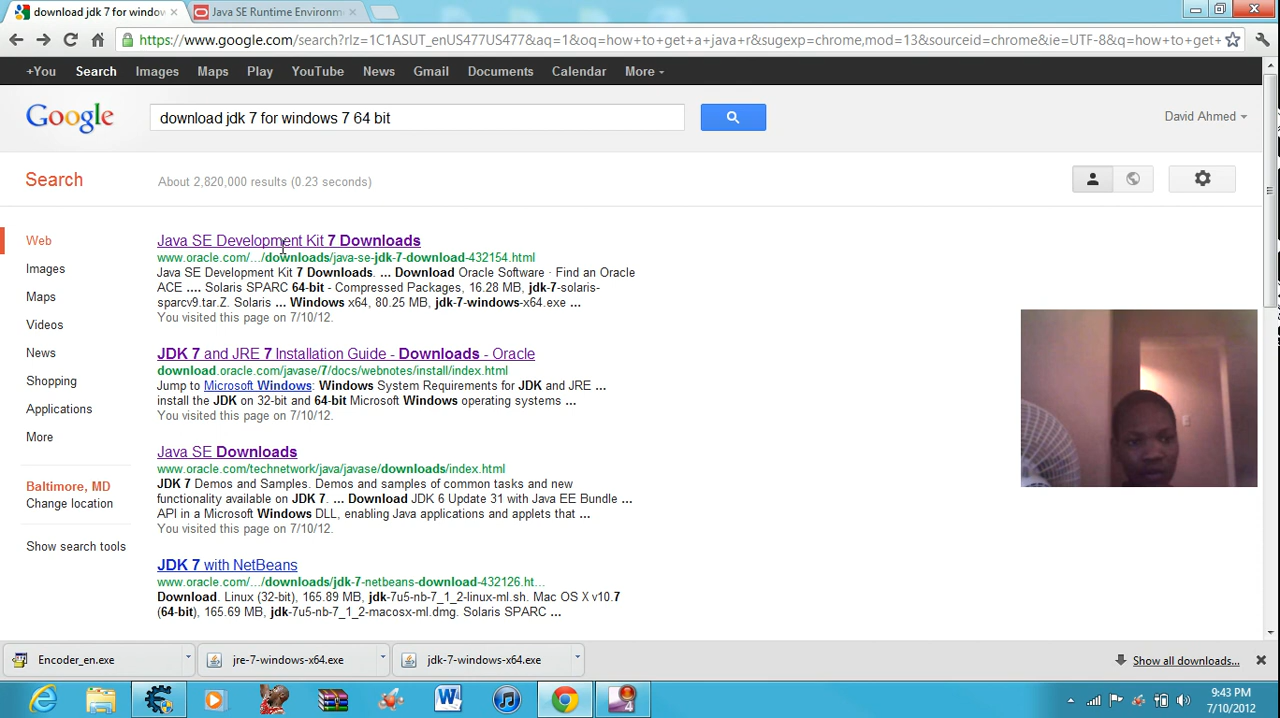 download jdk 7 for window
Java SE Runtime Environm
https://www.google.com/search?rlz=1C1ASUT_enUS477US477&aq=1&oq=how+to+get+a+java+r&sugexp=chrome,mod=13&sourceid=chrome&ie=UTF-8&q=how+to+get+
+You Search Images Maps Play YouTube News Gmail Documents Calendar More
Google
download jdk 7 for windows 7 64 bit
David Ahmed
Search
About 2,820,000 results (0.23 seconds)
Web
Images
Maps
Videos
News
Shopping
Applications
More
Baltimore, MD
Change location
Show search tools
Java SE Development Kit 7 Downloads
www.oracle.com/.../downloads/java-se-jdk-7-download-432154.html
Java SE Development Kit 7 Downloads. ... Download Oracle Software · Find an Oracle
ACE .... Solaris SPARC 64-bit - Compressed Packages, 16.28 MB, jdk-7-solaris-
sparcv9.tar.Z. Solaris ... Windows x64, 80.25 MB, jdk-7-windows-x64.exe ...
You visited this page on 7/10/12.
JDK 7 and JRE 7 Installation Guide - Downloads - Oracle
download.oracle.com/javase/7/docs/webnotes/install/index.html
Jump to Microsoft Windows: Windows System Requirements for JDK and JRE ...
install the JDK on 32-bit and 64-bit Microsoft Windows operating systems ...
You visited this page on 7/10/12.
Java SE Downloads
www.oracle.com/technetwork/java/javase/downloads/index.html
JDK 7 Demos and Samples. Demos and samples of common tasks and new
functionality available on JDK 7. ... Download JDK 6 Update 31 with Java EE Bundle ...
API in a Microsoft Windows DLL, enabling Java applications and applets that ...
You visited this page on 7/10/12.
JDK 7 with NetBeans
www.oracle.com/.../downloads/jdk-7-netbeans-download-432126.ht...
Download. Linux (32-bit), 165.89 MB, jdk-7u5-nb-7_1_2-linux-ml.sh. Mac OS X v10.7
(64-bit), 165.69 MB, jdk-7u5-nb-7_1_2-macosx-ml.dmg. Solaris SPARC ...
Encoder_en.exe
jre-7-windows-x64.exe
jdk-7-windows-x64.exe
Show all downloads...
9:43 PM
7/10/2012